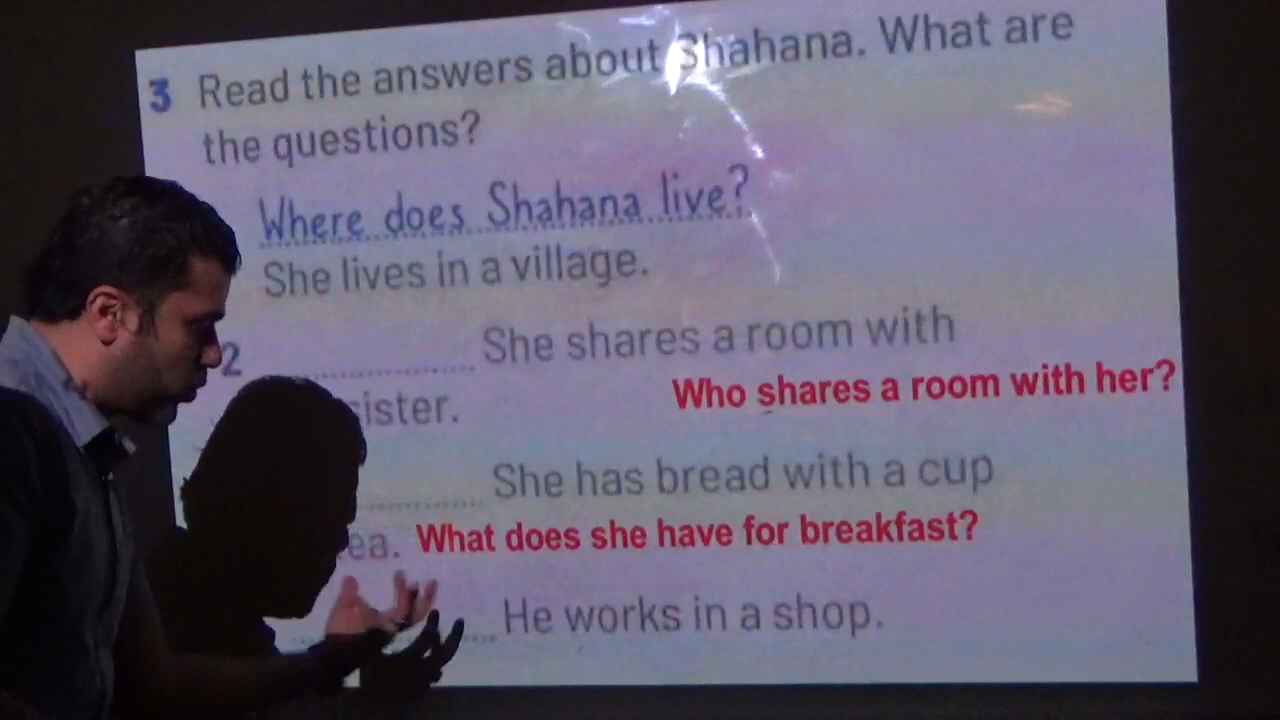 3 Read the answers about Shahana. What are
the questions?
Where does Shahana live?
She lives in a village.
2 She shares a room with
sister.
Who shares a room with her?
She has bread with a cup
ea. What does she have for breakfast?
He works in a shop.